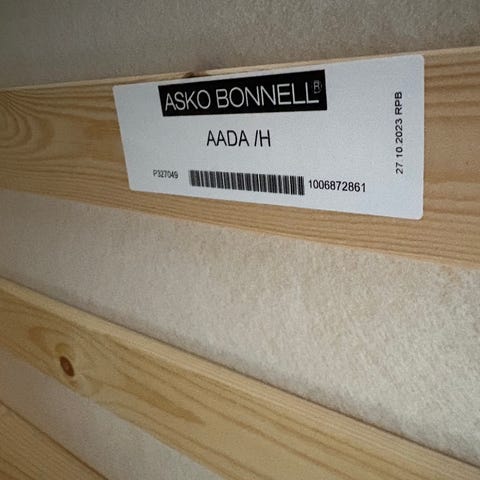 ASKO BONNELL®
AADA /H
P327049
1006872861
27.10.2023 RPB